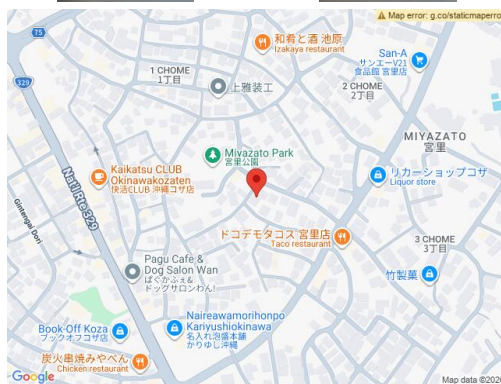 Map error: g.co/staticmaperro
75
和肴と酒 池原
Izakaya restaurant
San-A
サンエーV21
食品館 宮里店
329
1 CHOME
1丁目
上雅装工
2 CHOME
2丁目
MIYAZATO
宮里
Miyazato Park
宮里公園
Kaikatsu CLUB
Okinawakozaten
快活CLUB 沖縄コザ店
リカーショップコザ
Liquor store
Nat'l Rte 329
Gintengai Dori
ドコデモタコス 宮里店
Taco restaurant
3 CHOME
3丁目
Pagu Cafe &
Dog Salon Wan
ぱぐかふぇ&
ドッグサロンわん!
竹製菓
Book-Off Koza
ブックオフコザ店
Naireawamorihonpo
Kariyushiokinawa
名入れ泡盛本舗
かりゆし沖縄
炭火串焼みやべん
Chicken restaurant
Google
Map data ©2026